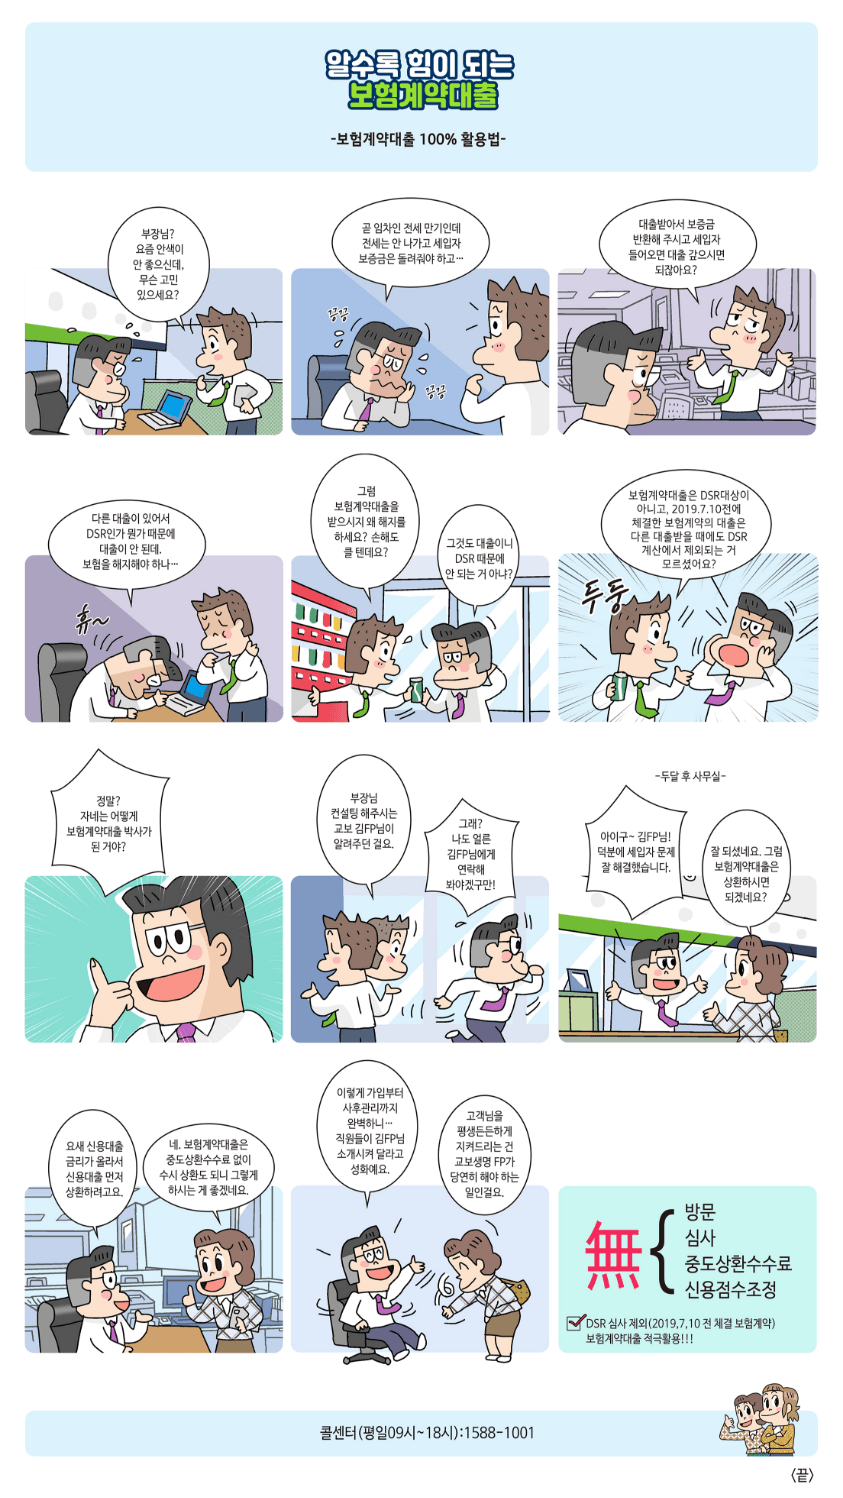 알수록 힘이 되는
보험계약대출
-보험계약대출 100% 활용법-
부장님?
요즘 안색이
안 좋으신데,
무슨 고민
있으세요?
곧 임차인 전세 만기인데
전세는 안 나가고 세입자
보증금은 돌려줘야 하고…
끙끙
끙끙
대출받아서 보증금
반환해 주시고 세입자
들어오면 대출 갚으시면
되잖아요?
다른 대출이 있어서
DSR인가 뭔가 때문에
대출이 안 된데.
보험을 해지해야 하나…
휴~
그럼
보험계약대출을
받으시지 왜 해지를
하세요? 손해도
클 텐데요?
그것도 대출이니
DSR 때문에
안 되는 거 아냐?
보험계약대출은 DSR대상이
아니고, 2019.7.10전에
체결한 보험계약의 대출은
다른 대출받을 때에도 DSR
계산에서 제외되는 거
모르셨어요?
두둥
정말?
자네는 어떻게
보험계약대출 박사가
된 거야?
부장님
컨설팅 해주시는
교보 김FP님이
알려주던 걸요.
그래?
나도 얼른
김FP님에게
연락해
봐야겠구만!
-두달 후 사무실-
아이구~ 김FP님!
덕분에 세입자 문제
잘 해결했습니다.
잘 되셨네요. 그럼
보험계약대출은
상환하시면
되겠네요?
요새 신용대출
금리가 올라서
신용대출 먼저
상환하려고요.
네. 보험계약대출은
중도상환수수료 없이
수시 상환도 되니 그렇게
하시는 게 좋겠네요.
이렇게 가입부터
사후관리까지
완벽하니…
직원들이 김FP님
소개시켜 달라고
성화예요.
고객님을
평생든든하게
지켜드리는 건
교보생명 FP가
당연히 해야 하는
일인걸요.
無
방문
심사
중도상환수수료
신용점수조정
DSR 심사 제외(2019.7.10 전 체결 보험계약)
보험계약대출 적극활용!!!
콜센터(평일09시~18시):1588-1001
〈끝〉